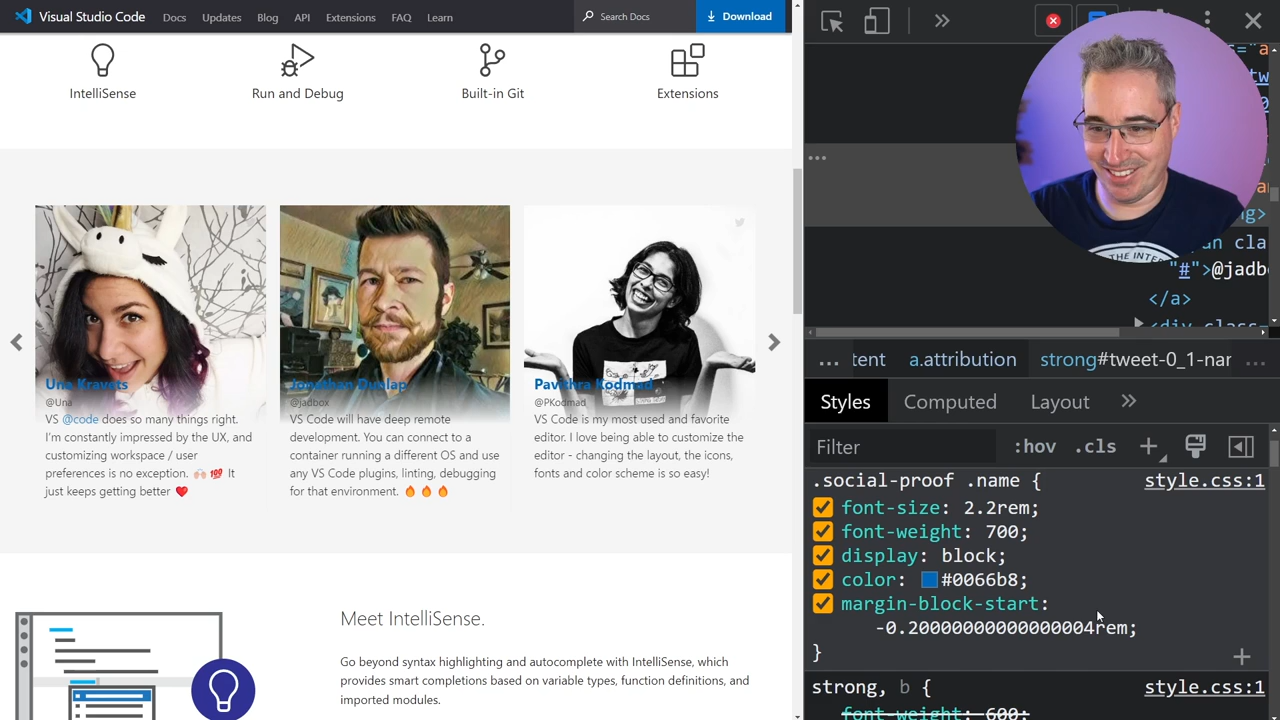 Visual Studio Code Docs Updates Blog API Extensions FAQ Learn Search Docs Download
IntelliSense Run and Debug Built-in Git Extensions
Una Kravets
@Una
VS @code does so many things right.
I'm constantly impressed by the UX, and
customizing workspace / user
preferences is no exception. 🙌🏻 💯 It
just keeps getting better ❤️
Jonathan Dunlap
@jadbox
VS Code will have deep remote
development. You can connect to a
container running a different OS and use
any VS Code plugins, linting, debugging
for that environment. 🔥 🔥 🔥
Pavithra Kodmad
@PKodmad
VS Code is my most used and favorite
editor. I love being able to customize the
editor - changing the layout, the icons,
fonts and color scheme is so easy!
Meet IntelliSense.
Go beyond syntax highlighting and autocomplete with IntelliSense, which
provides smart completions based on variable types, function definitions, and
imported modules.
THE INTER
"#">@jadbo
</a>
<div class
... tent a.attribution strong#tweet-0_1-nar ...
Styles Computed Layout
Filter :hov .cls
.social-proof .name { style.css:1
font-size: 2.2rem;
font-weight: 700;
display: block;
color: #0066b8;
margin-block-start:
-0.20000000000000004rem;
}
strong, b { style.css:1
font-weight: 600;